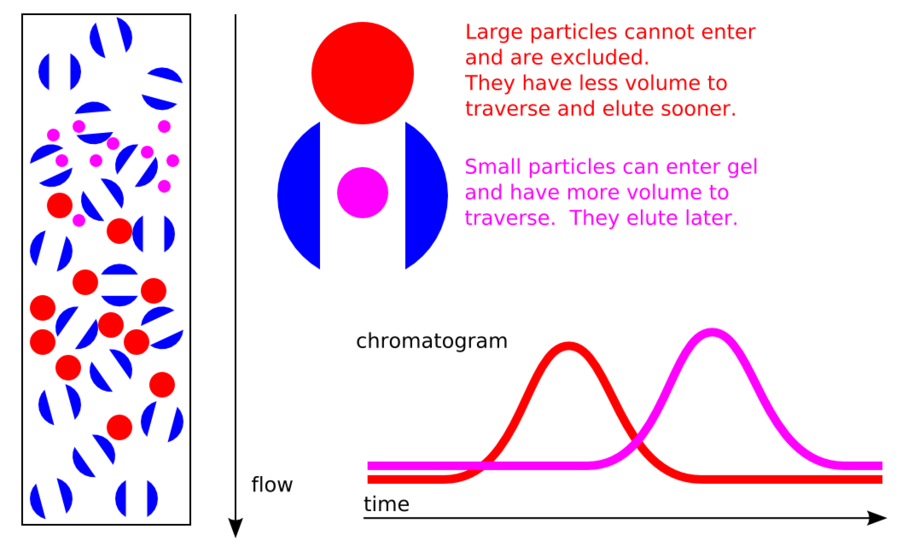 Large particles cannot enter
and are excluded.
They have less volume to
traverse and elute sooner.
Small particles can enter gel
and have more volume to
traverse.  They elute later.
chromatogram
flow
time